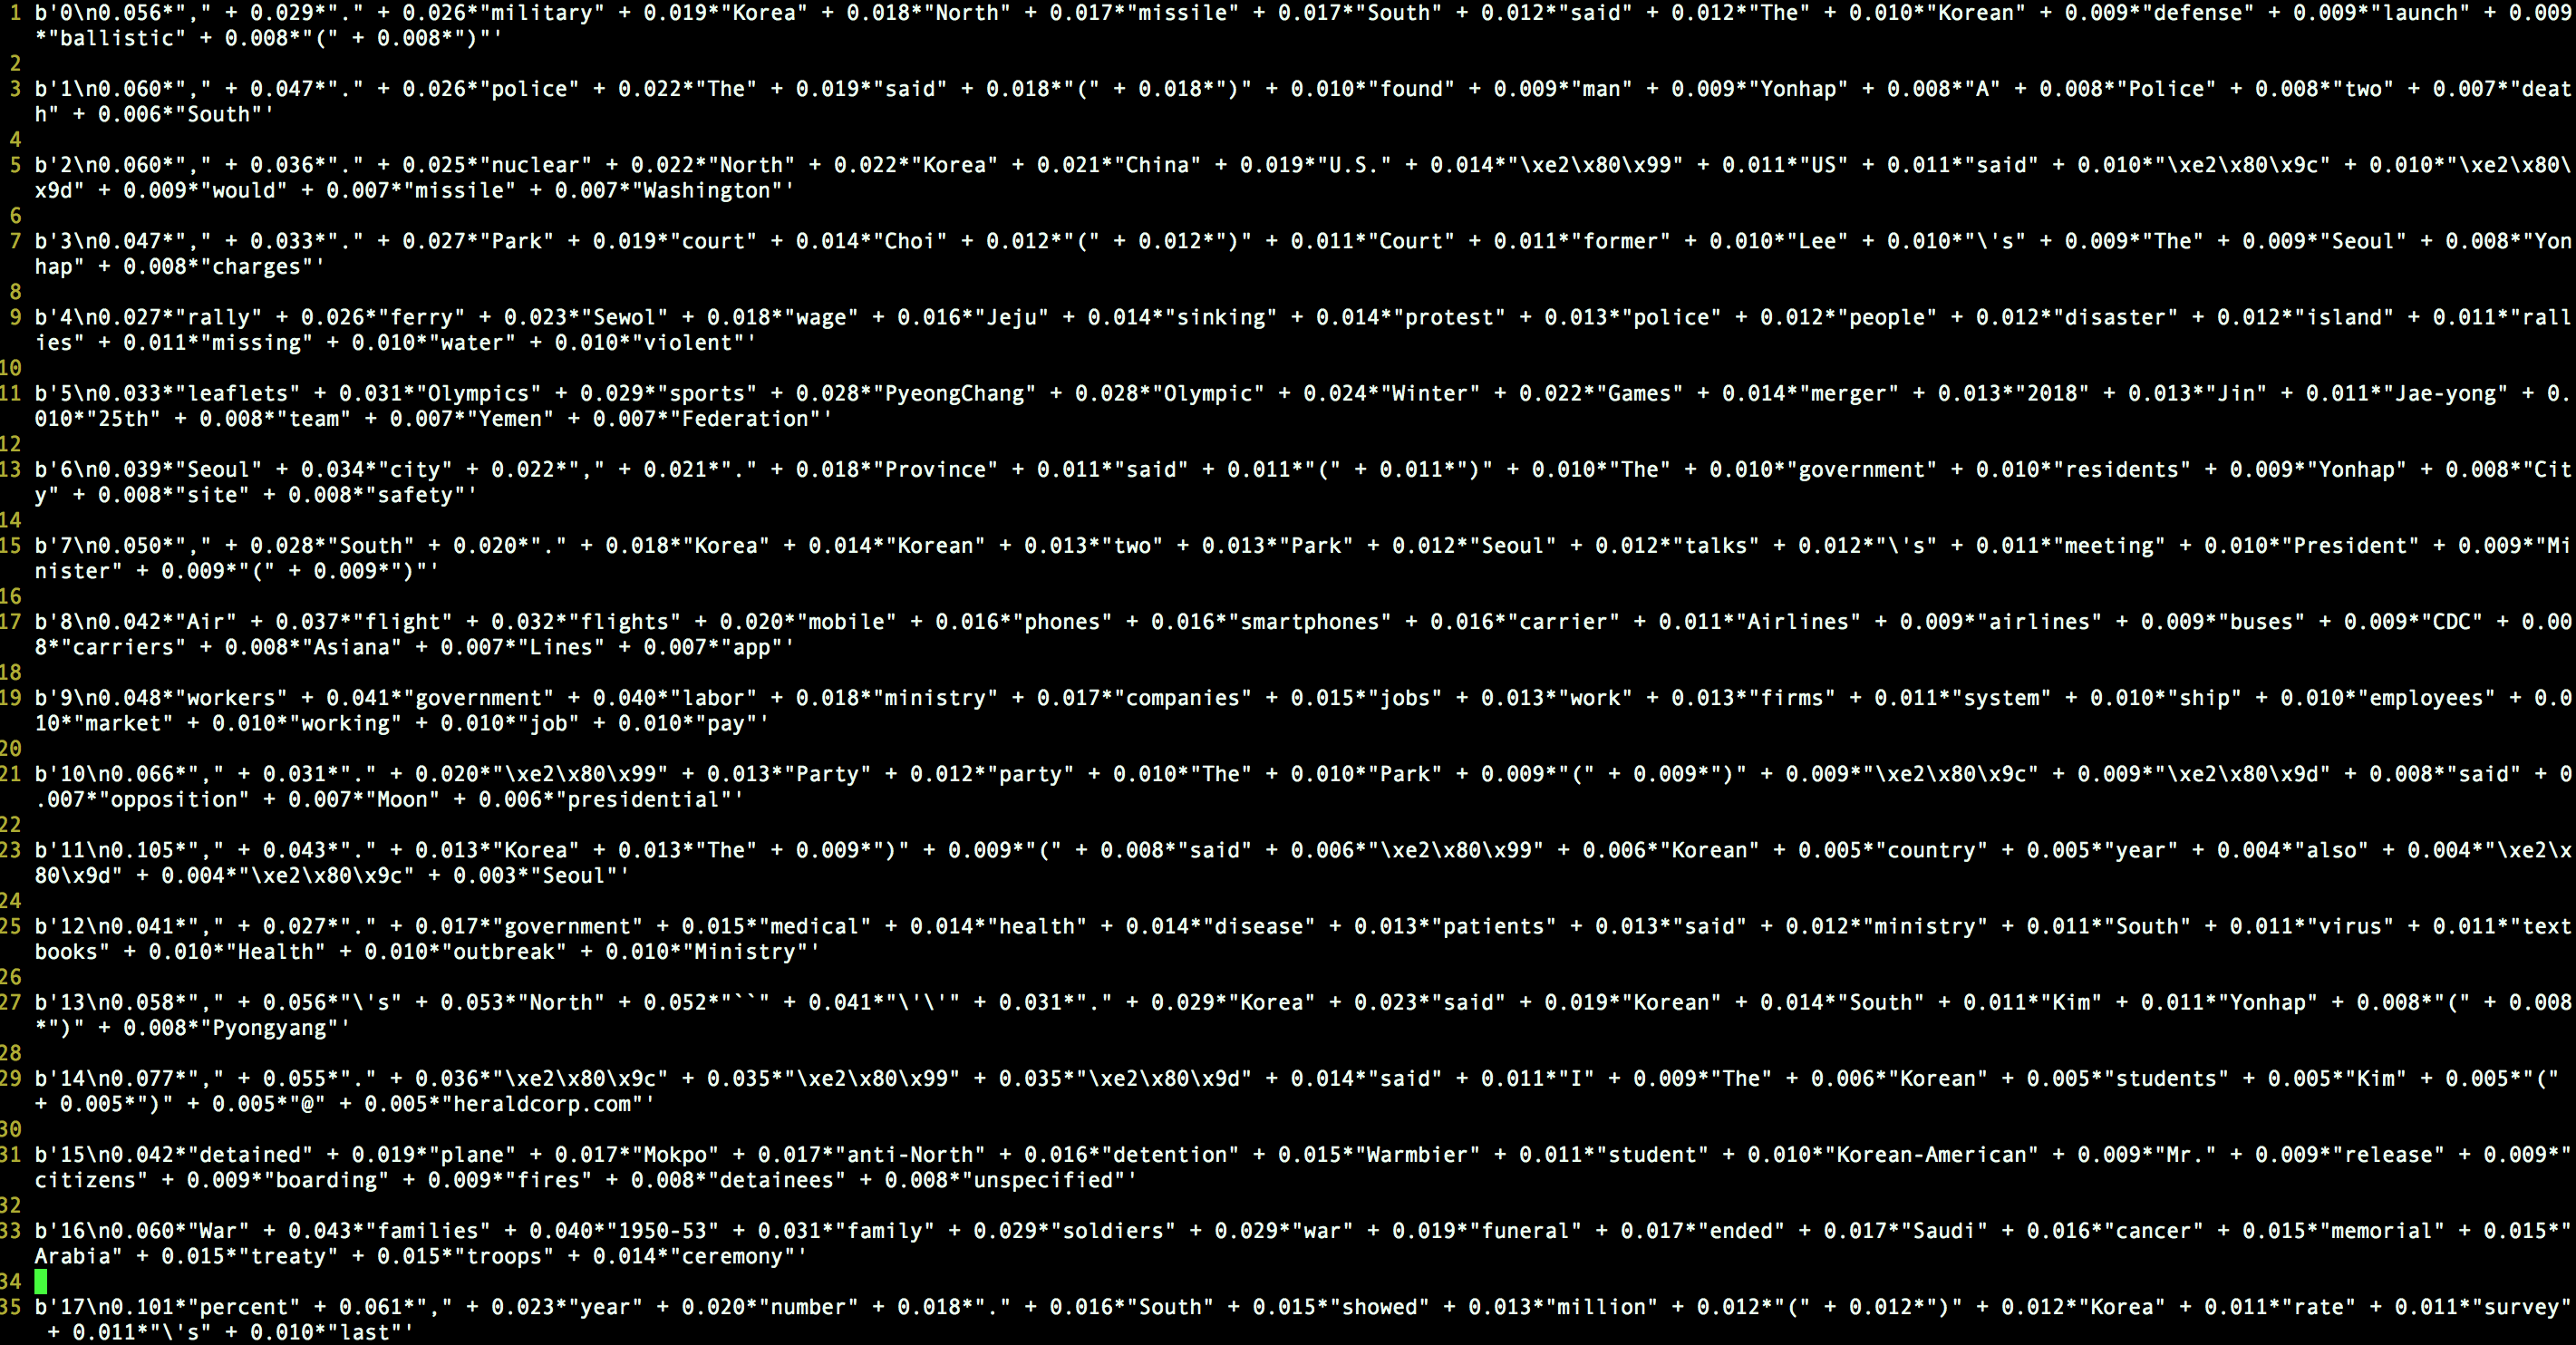 1 b'0\n0.056*"," + 0.029*"." + 0.026*"military" + 0.019*"Korea" + 0.018*"North" + 0.017*"missile" + 0.017*"South" + 0.012*"said" + 0.012*"The" + 0.010*"Korean" + 0.009*"defense" + 0.009*"launch" + 0.009
*"ballistic" + 0.008*"(" + 0.008*")"'
2
3 b'1\n0.060*"," + 0.047*"." + 0.026*"police" + 0.022*"The" + 0.019*"said" + 0.018*"(" + 0.018*")" + 0.010*"found" + 0.009*"man" + 0.009*"Yonhap" + 0.008*"A" + 0.008*"Police" + 0.008*"two" + 0.007*"deat
h" + 0.006*"South"'
4
5 b'2\n0.060*"," + 0.036*"." + 0.025*"nuclear" + 0.022*"North" + 0.022*"Korea" + 0.021*"China" + 0.019*"U.S." + 0.014*"\xe2\x80\x99" + 0.011*"US" + 0.011*"said" + 0.010*"\xe2\x80\x9c" + 0.010*"\xe2\x80\
x9d" + 0.009*"would" + 0.007*"missile" + 0.007*"Washington"'
6
7 b'3\n0.047*"," + 0.033*"." + 0.027*"Park" + 0.019*"court" + 0.014*"Choi" + 0.012*"(" + 0.012*")" + 0.011*"Court" + 0.011*"former" + 0.010*"Lee" + 0.010*"\'s" + 0.009*"The" + 0.009*"Seoul" + 0.008*"Yon
hap" + 0.008*"charges"'
8
9 b'4\n0.027*"rally" + 0.026*"ferry" + 0.023*"Sewol" + 0.018*"wage" + 0.016*"Jeju" + 0.014*"sinking" + 0.014*"protest" + 0.013*"police" + 0.012*"people" + 0.012*"disaster" + 0.012*"island" + 0.011*"rall
ies" + 0.011*"missing" + 0.010*"water" + 0.010*"violent"'
10
11 b'5\n0.033*"leaflets" + 0.031*"Olympics" + 0.029*"sports" + 0.028*"PyeongChang" + 0.028*"Olympic" + 0.024*"Winter" + 0.022*"Games" + 0.014*"merger" + 0.013*"2018" + 0.013*"Jin" + 0.011*"Jae-yong" + 0.
010*"25th" + 0.008*"team" + 0.007*"Yemen" + 0.007*"Federation"'
12
13 b'6\n0.039*"Seoul" + 0.034*"city" + 0.022*"," + 0.021*"." + 0.018*"Province" + 0.011*"said" + 0.011*"(" + 0.011*")" + 0.010*"The" + 0.010*"government" + 0.010*"residents" + 0.009*"Yonhap" + 0.008*"Cit
y" + 0.008*"site" + 0.008*"safety"'
14
15 b'7\n0.050*"," + 0.028*"South" + 0.020*"." + 0.018*"Korea" + 0.014*"Korean" + 0.013*"two" + 0.013*"Park" + 0.012*"Seoul" + 0.012*"talks" + 0.012*"\'s" + 0.011*"meeting" + 0.010*"President" + 0.009*"Mi
nister" + 0.009*"(" + 0.009*")"'
16
17 b'8\n0.042*"Air" + 0.037*"flight" + 0.032*"flights" + 0.020*"mobile" + 0.016*"phones" + 0.016*"smartphones" + 0.016*"carrier" + 0.011*"Airlines" + 0.009*"airlines" + 0.009*"buses" + 0.009*"CDC" + 0.00
8*"carriers" + 0.008*"Asiana" + 0.007*"Lines" + 0.007*"app"'
18
19 b'9\n0.048*"workers" + 0.041*"government" + 0.040*"labor" + 0.018*"ministry" + 0.017*"companies" + 0.015*"jobs" + 0.013*"work" + 0.013*"firms" + 0.011*"system" + 0.010*"ship" + 0.010*"employees" + 0.0
10*"market" + 0.010*"working" + 0.010*"job" + 0.010*"pay"'
20
21 b'10\n0.066*"," + 0.031*"." + 0.020*"\xe2\x80\x99" + 0.013*"Party" + 0.012*"party" + 0.010*"The" + 0.010*"Park" + 0.009*"(" + 0.009*")" + 0.009*"\xe2\x80\x9c" + 0.009*"\xe2\x80\x9d" + 0.008*"said" + 0
.007*"opposition" + 0.007*"Moon" + 0.006*"presidential"'
22
23 b'11\n0.105*"," + 0.043*"." + 0.013*"Korea" + 0.013*"The" + 0.009*")" + 0.009*"(" + 0.008*"said" + 0.006*"\xe2\x80\x99" + 0.006*"Korean" + 0.005*"country" + 0.005*"year" + 0.004*"also" + 0.004*"\xe2\x
80\x9d" + 0.004*"\xe2\x80\x9c" + 0.003*"Seoul"'
24
25 b'12\n0.041*"," + 0.027*"." + 0.017*"government" + 0.015*"medical" + 0.014*"health" + 0.014*"disease" + 0.013*"patients" + 0.013*"said" + 0.012*"ministry" + 0.011*"South" + 0.011*"virus" + 0.011*"text
books" + 0.010*"Health" + 0.010*"outbreak" + 0.010*"Ministry"'
26
27 b'13\n0.058*"," + 0.056*"\'s" + 0.053*"North" + 0.052*"``" + 0.041*"\'\'" + 0.031*"." + 0.029*"Korea" + 0.023*"said" + 0.019*"Korean" + 0.014*"South" + 0.011*"Kim" + 0.011*"Yonhap" + 0.008*"(" + 0.008
*")" + 0.008*"Pyongyang"'
28
29 b'14\n0.077*"," + 0.055*"." + 0.036*"\xe2\x80\x9c" + 0.035*"\xe2\x80\x99" + 0.035*"\xe2\x80\x9d" + 0.014*"said" + 0.011*"I" + 0.009*"The" + 0.006*"Korean" + 0.005*"students" + 0.005*"Kim" + 0.005*"("
+ 0.005*")" + 0.005*"@" + 0.005*"heraldcorp.com"'
30
31 b'15\n0.042*"detained" + 0.019*"plane" + 0.017*"Mokpo" + 0.017*"anti-North" + 0.016*"detention" + 0.015*"Warmbier" + 0.011*"student" + 0.010*"Korean-American" + 0.009*"Mr." + 0.009*"release" + 0.009*"
citizens" + 0.009*"boarding" + 0.009*"fires" + 0.008*"detainees" + 0.008*"unspecified"'
32
33 b'16\n0.060*"War" + 0.043*"families" + 0.040*"1950-53" + 0.031*"family" + 0.029*"soldiers" + 0.029*"war" + 0.019*"funeral" + 0.017*"ended" + 0.017*"Saudi" + 0.016*"cancer" + 0.015*"memorial" + 0.015*"
Arabia" + 0.015*"treaty" + 0.015*"troops" + 0.014*"ceremony"'
34
35 b'17\n0.101*"percent" + 0.061*"," + 0.023*"year" + 0.020*"number" + 0.018*"." + 0.016*"South" + 0.015*"showed" + 0.013*"million" + 0.012*"(" + 0.012*")" + 0.012*"Korea" + 0.011*"rate" + 0.011*"survey"
+ 0.011*"\'s" + 0.010*"last"'